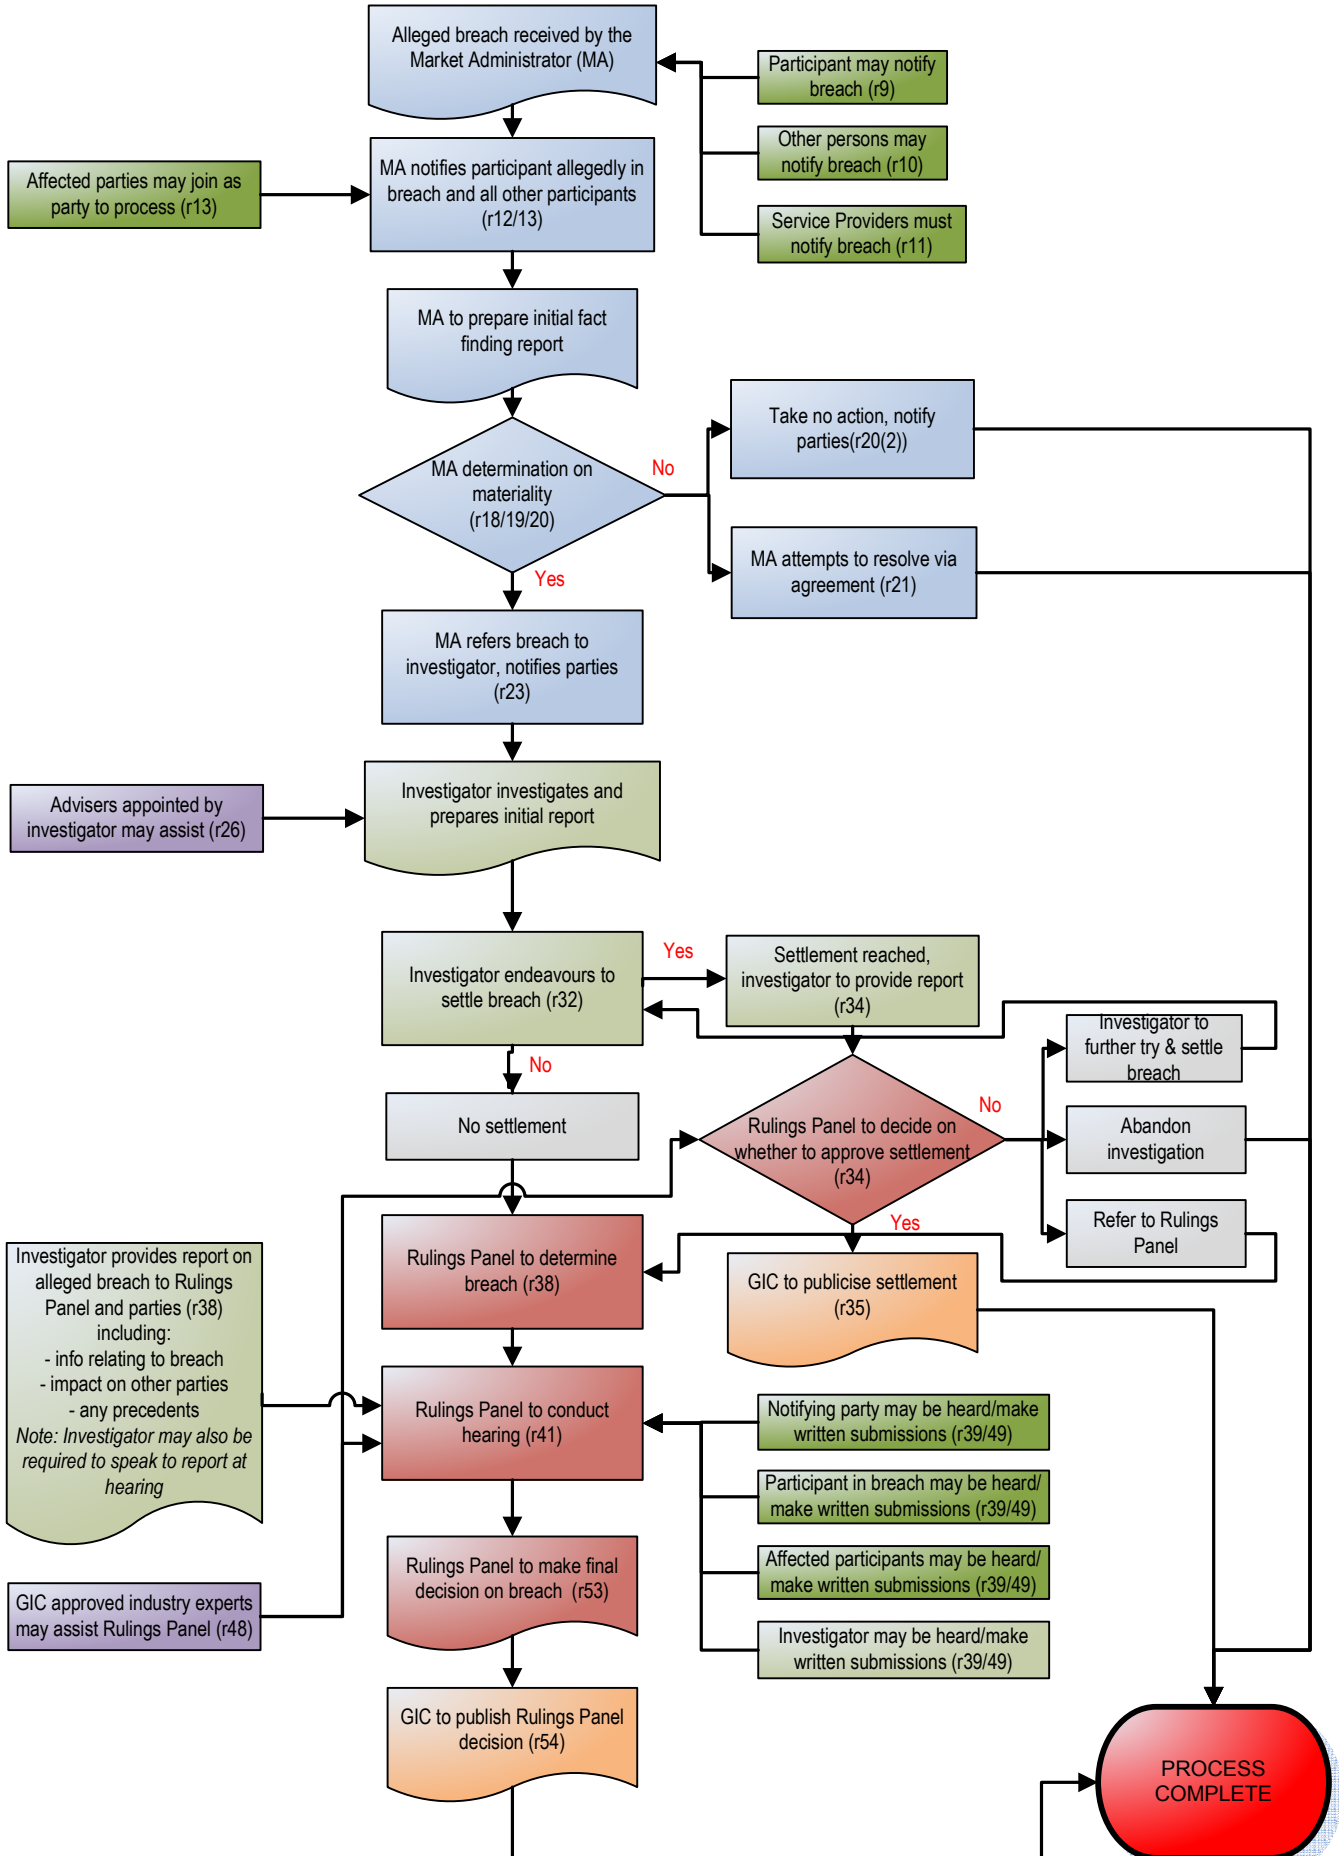 Alleged breach received by the
Market Administrator (MA)
Participant may notify
breach (r9)
Other persons may
notify breach (r10)
Service Providers must
notify breach (r11)
Affected parties may join as
party to process (r13)
MA notifies participant allegedly in
breach and all other participants
(r12/13)
MA to prepare initial fact
finding report
MA determination on
materiality
(r18/19/20)
No
Yes
Take no action, notify
parties(r20(2))
MA attempts to resolve via
agreement (r21)
MA refers breach to
investigator, notifies parties
(r23)
Advisers appointed by
investigator may assist (r26)
Investigator investigates and
prepares initial report
Investigator endeavours to
settle breach (r32)
Yes
No
Settlement reached,
investigator to provide report
(r34)
Investigator to
further try & settle
breach
No settlement
Rulings Panel to decide on
whether to approve settlement
(r34)
No
Yes
Abandon
investigation
Refer to Rulings
Panel
Rulings Panel to determine
breach (r38)
GIC to publicise settlement
(r35)
Investigator provides report on
alleged breach to Rulings
Panel and parties (r38)
including:
- info relating to breach
- impact on other parties
- any precedents
Note: Investigator may also be
required to speak to report at
hearing
Rulings Panel to conduct
hearing (r41)
Notifying party may be heard/make
written submissions (r39/49)
Participant in breach may be heard/
make written submissions (r39/49)
Affected participants may be heard/
make written submissions (r39/49)
Investigator may be heard/make
written submissions (r39/49)
Rulings Panel to make final
decision on breach (r53)
GIC approved industry experts
may assist Rulings Panel (r48)
GIC to publish Rulings Panel
decision (r54)
PROCESS
COMPLETE